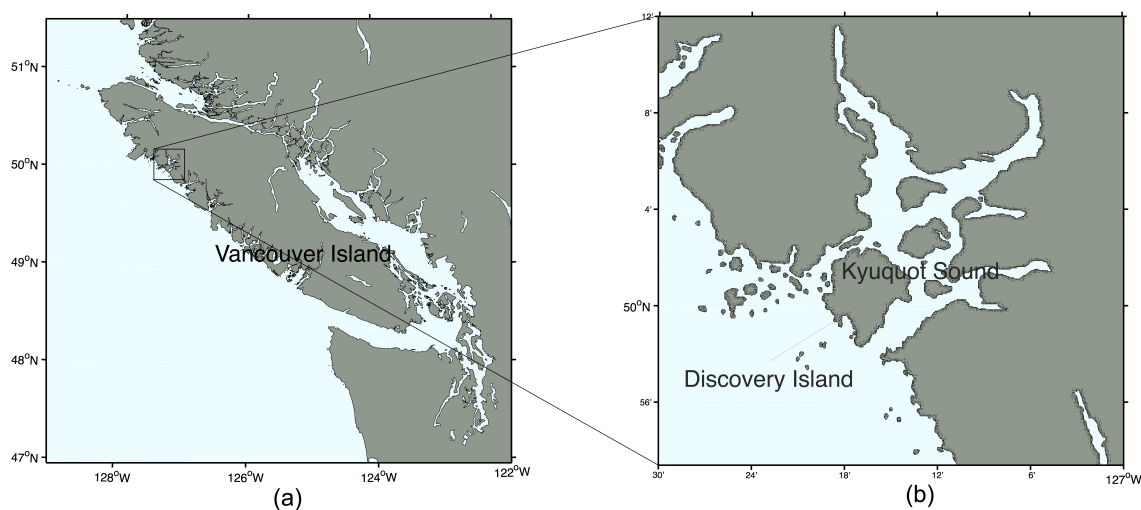 51°N
50°N
49°N
48°N
47°N
128°W
126°W
124°W
122°W
Vancouver Island
(a)
12'
8'
4'
50°N
56'
30'
24'
18'
12'
6'
127°W
Kyuquot Sound
Discovery Island
(b)